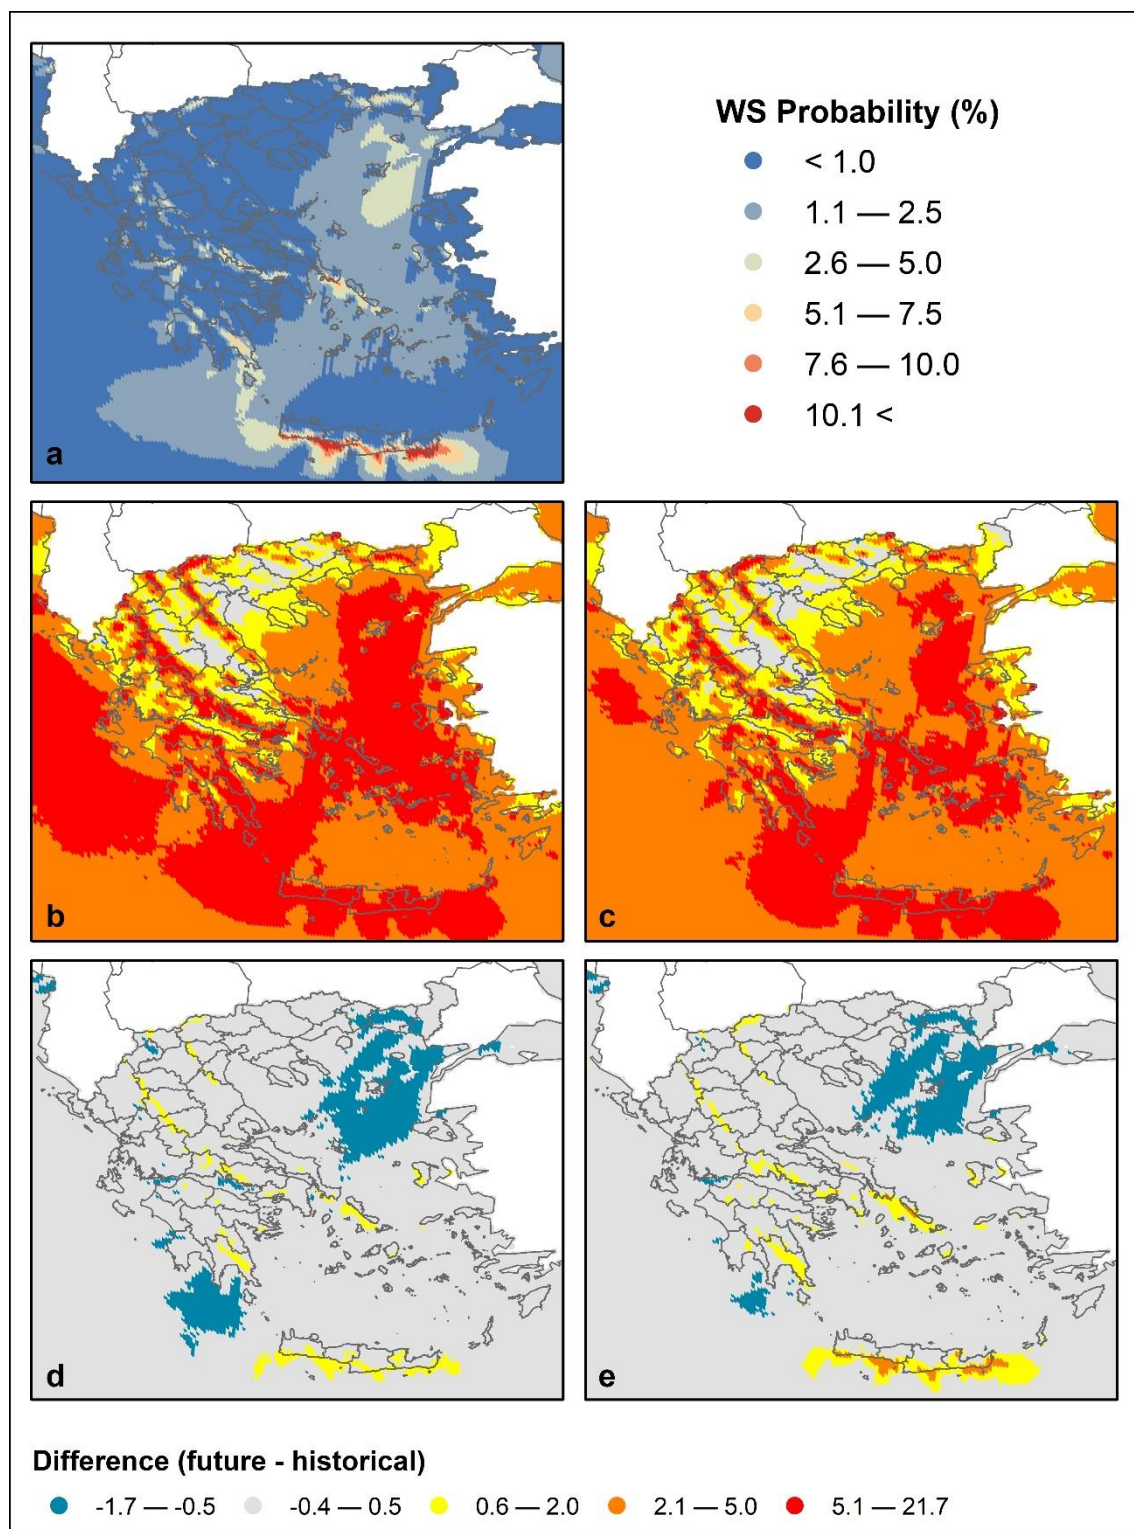 WS Probability (%)
< 1.0
1.1 — 2.5
2.6 — 5.0
5.1 — 7.5
7.6 — 10.0
10.1 <
a
b
c
d
e
Difference (future - historical)
-1.7 — -0.5 -0.4 — 0.5 0.6 — 2.0 2.1 — 5.0 5.1 — 21.7